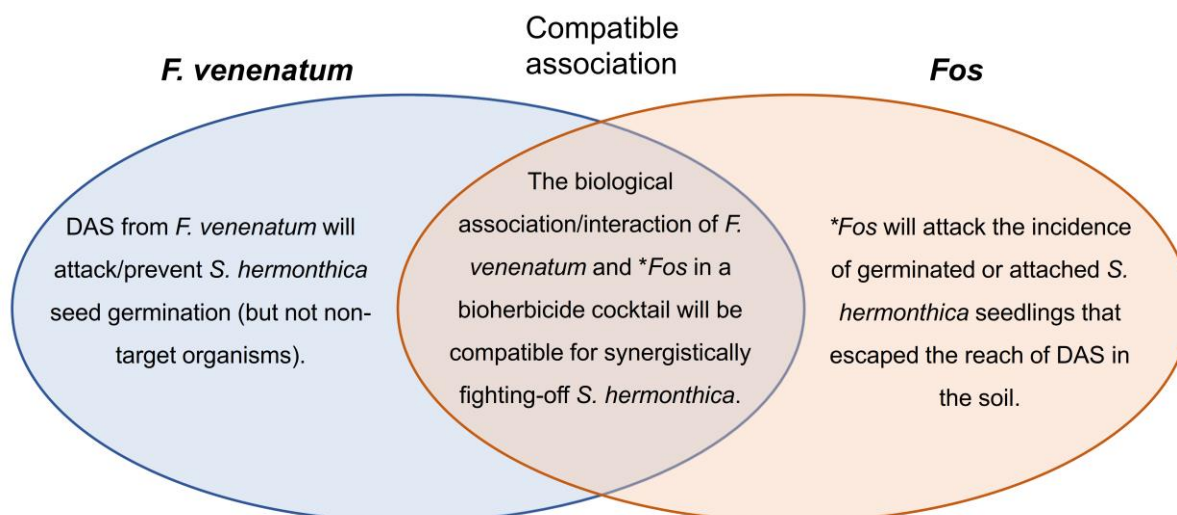 Compatible
association
F. venenatum
Fos
DAS from F. venenatum will
attack/prevent S. hermonthica
seed germination (but not non-
target organisms).
The biological
association/interaction of F.
venenatum and *Fos in a
bioherbicide cocktail will be
compatible for synergistically
fighting-off S. hermonthica.
*Fos will attack the incidence
of germinated or attached S.
hermonthica seedlings that
escaped the reach of DAS in
the soil.